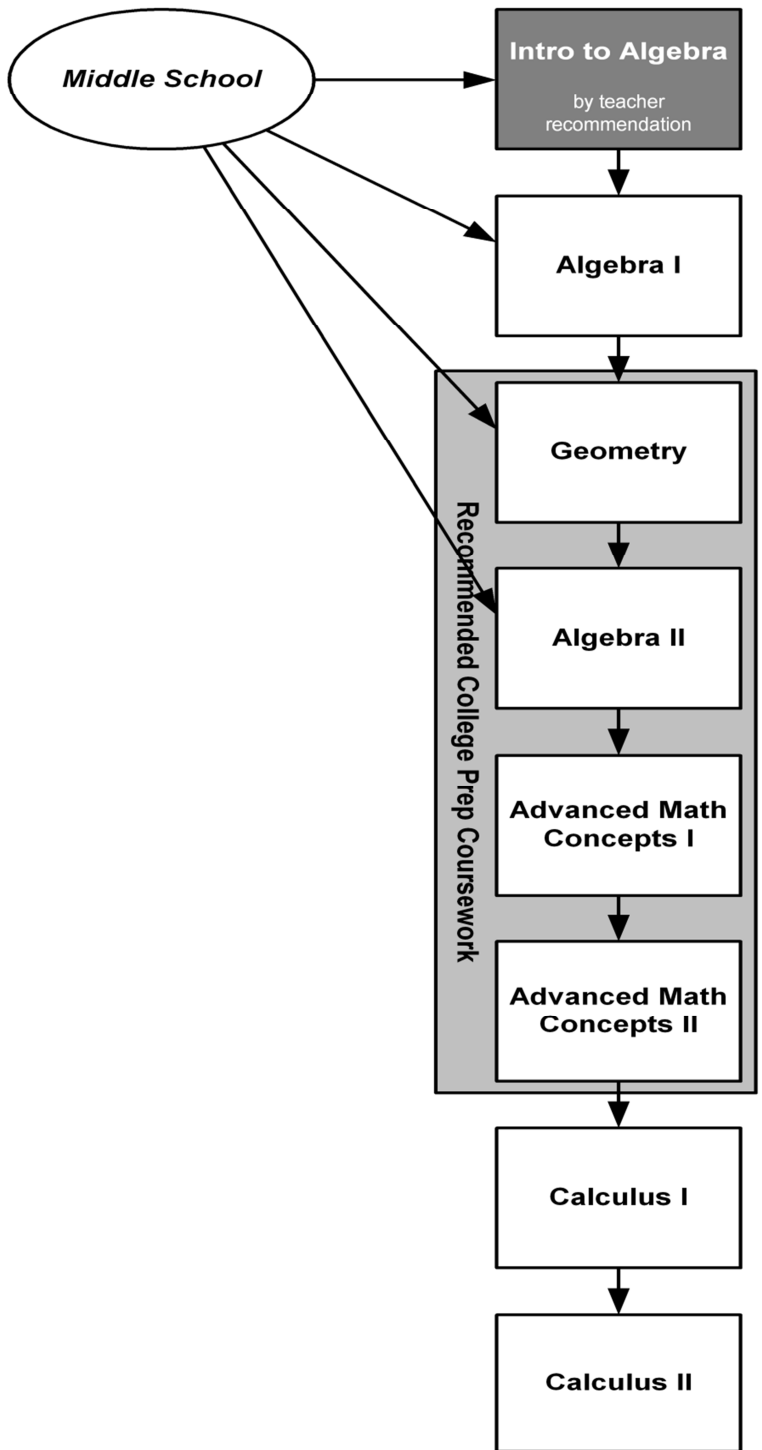 Middle School
Intro to Algebra
by teacher
recommendation
Algebra I
Geometry
Recommended College Prep Coursework
Algebra II
Advanced Math
Concepts I
Advanced Math
Concepts II
Calculus I
Calculus II